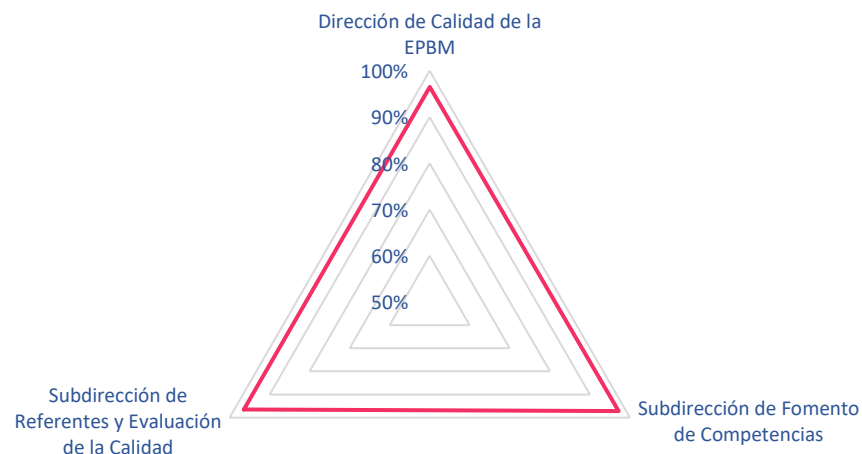 Dirección de Calidad de la
EPBM
100%
90%
80%
70%
60%
50%
Subdirección de
Referentes y Evaluación
de la Calidad
Subdirección de Fomento
de Competencias